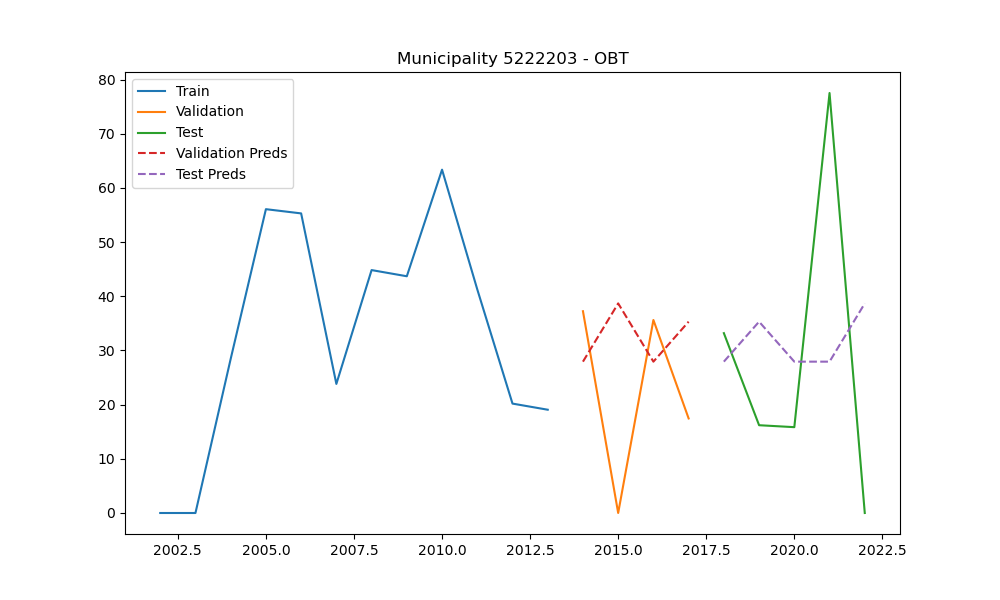 Municipality 5222203 - OBT
80
70
60
50
40
30
20
10
0
Train
Validation
Test
Validation Preds
Test Preds
2002.5 2005.0 2007.5 2010.0 2012.5 2015.0 2017.5 2020.0 2022.5